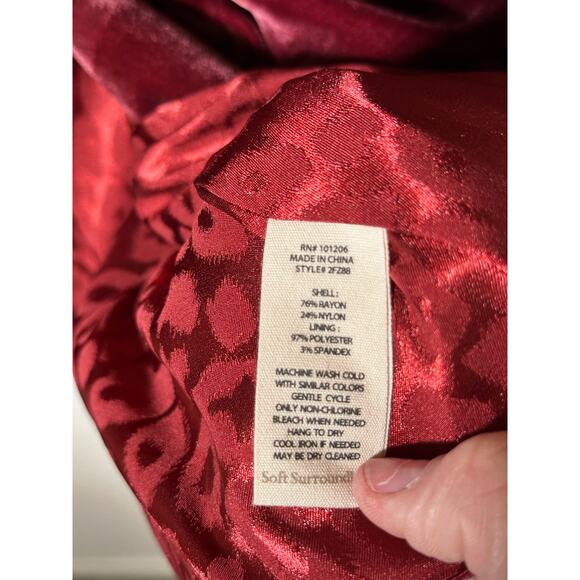 RN# 101206
MADE IN CHINA
STYLE# 2FZ88
SHELL :
76% RAYON
24% NYLON
LINING :
97% POLYESTER
3% SPANDEX
MACHINE WASH COLD
WITH SIMILAR COLORS
GENTLE CYCLE
ONLY NON-CHLORINE
BLEACH WHEN NEEDED
HANG TO DRY
COOL IRON IF NEEDED
MAY BE DRY CLEANED
Soft